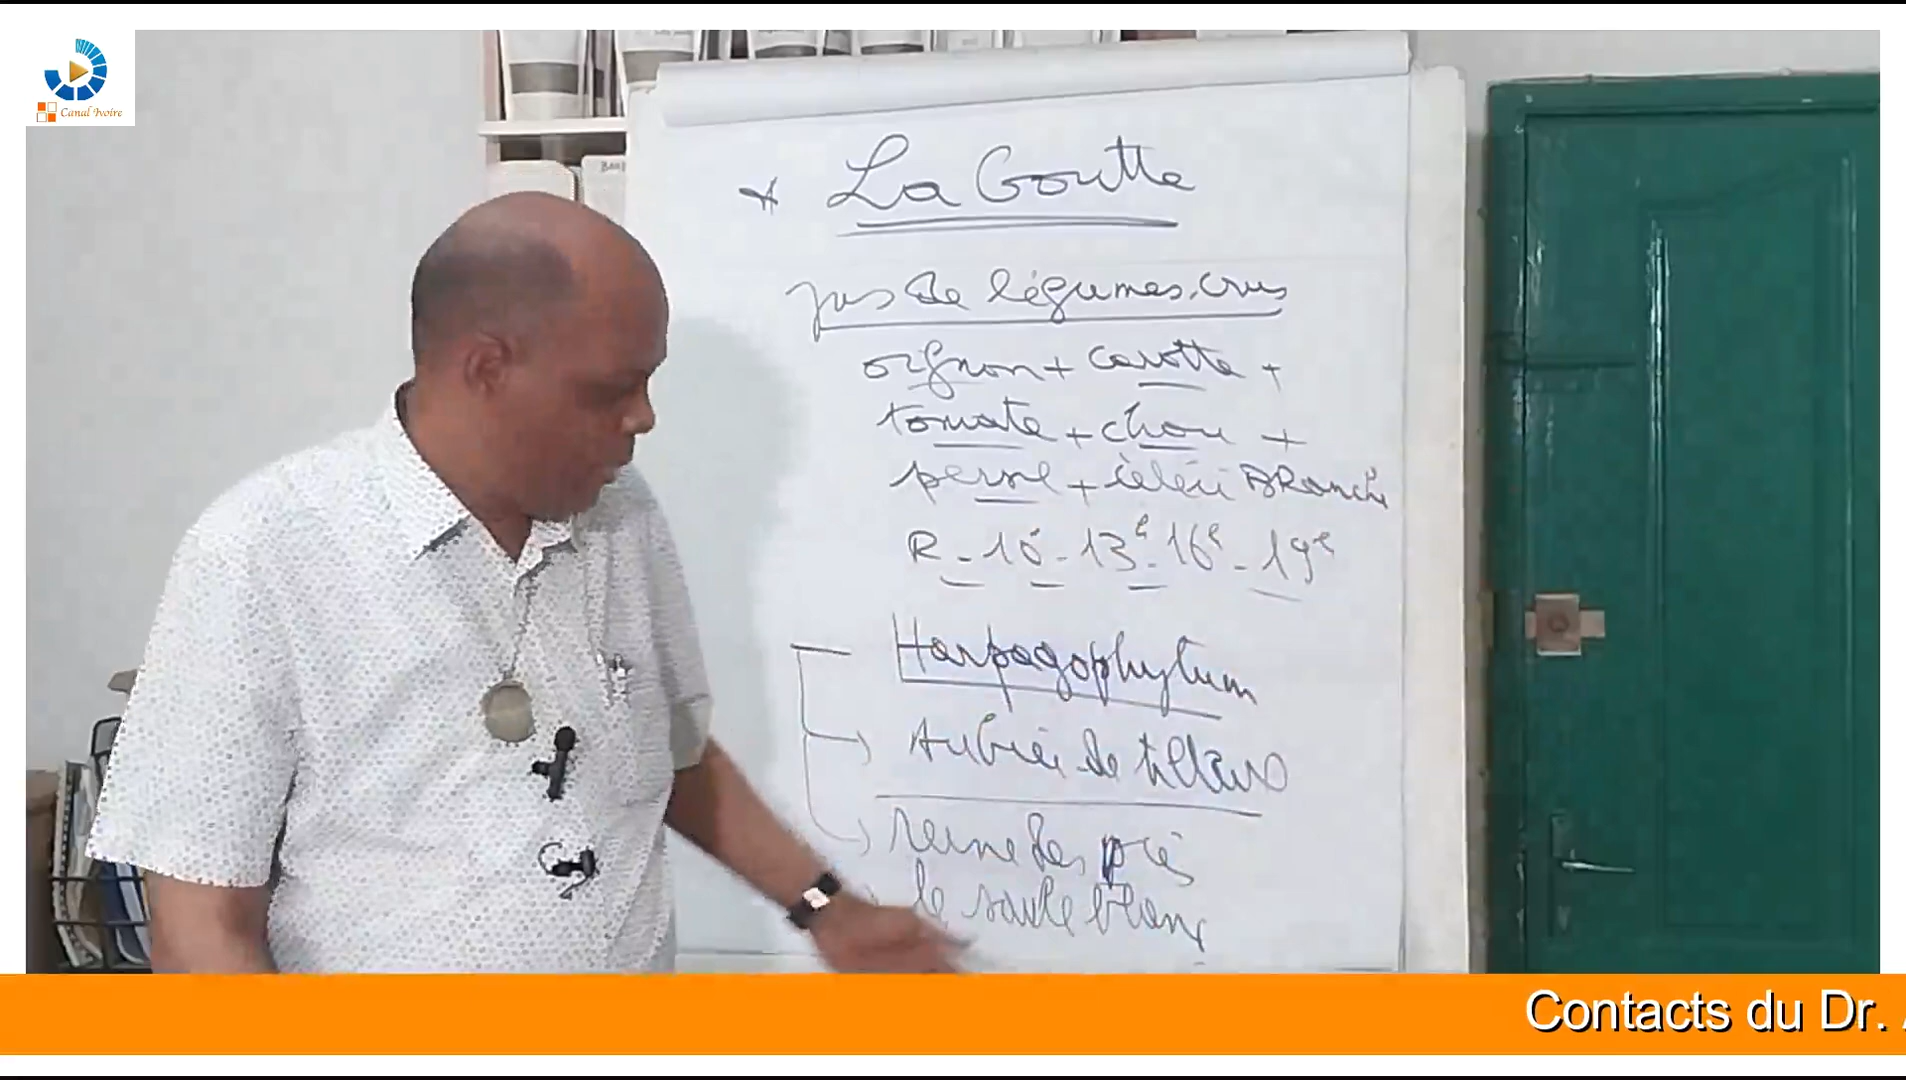 Canal Ivoire
* La Goutte
jus de légumes crus
oignon + carotte +
tomate + chou +
persil + céleri BRanche
R - 10 - 13e - 16e - 19e
Harpagophytum
Aubier de tilleul
reine des prés
le saule blanc
Contacts du Dr.